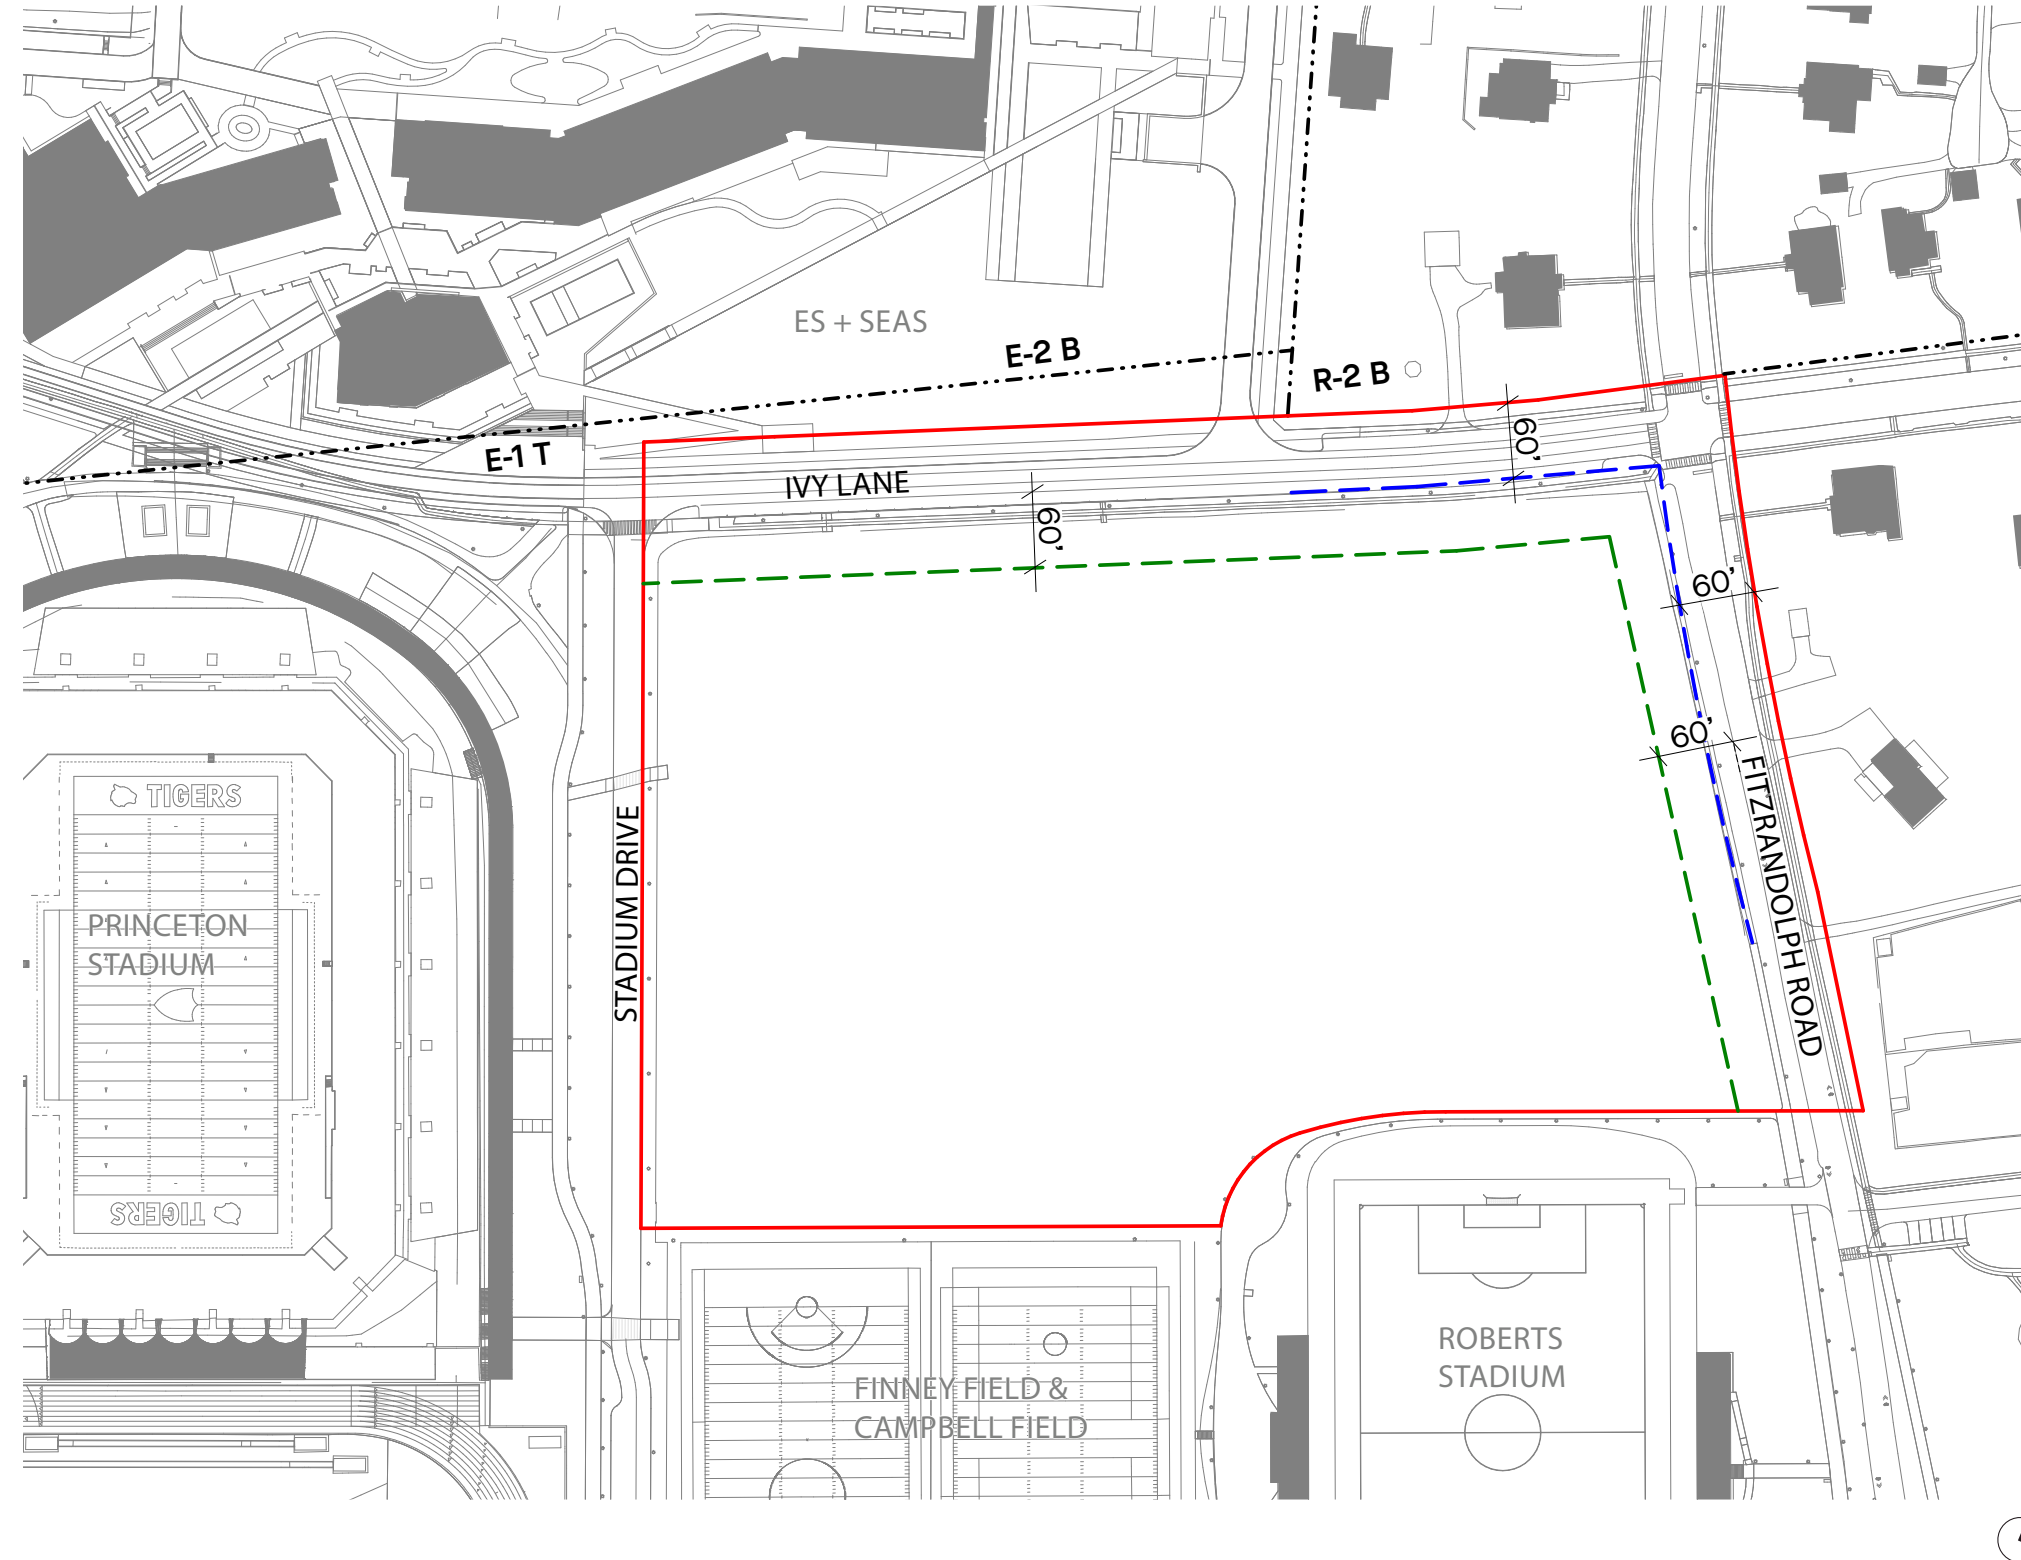 ES + SEAS
E-2 B
R-2 B
E-1 T
IVY LANE
60'
60'
60'
60'
TIGERS
PRINCETON
STADIUM
STADIUM DRIVE
FITZRANDOLPH ROAD
TIGERS
ROBERTS
STADIUM
FINNEY FIELD &
CAMPBELL FIELD